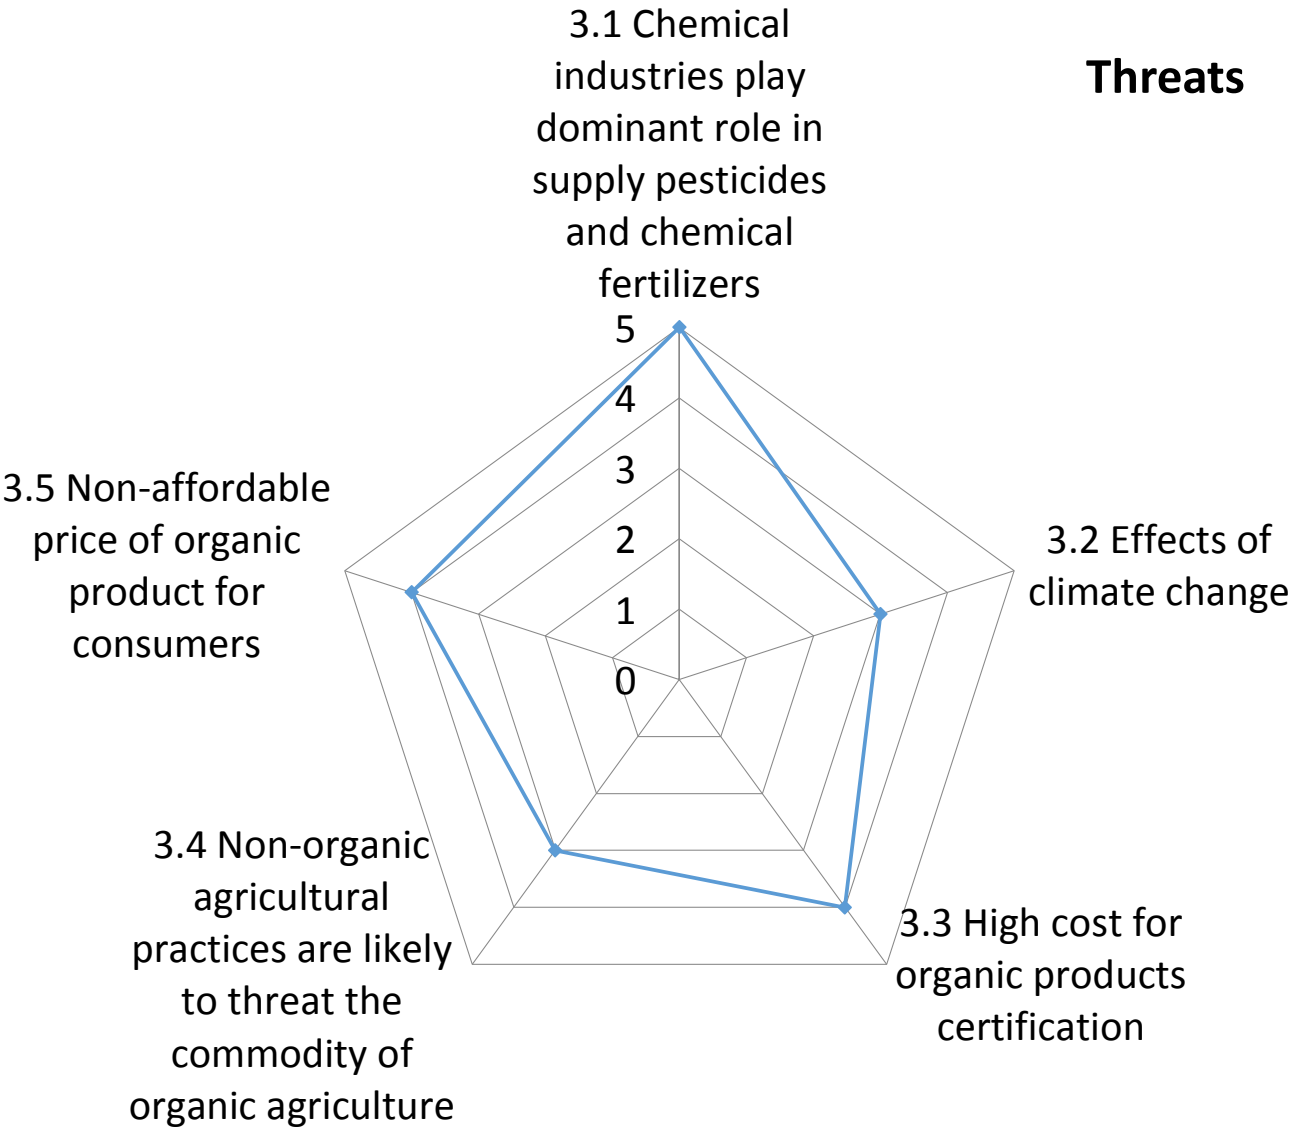 3.1 Chemical
industries play
dominant role in
supply pesticides
and chemical
fertilizers
Threats
5
4
3
2
1
0
3.2 Effects of
climate change
3.3 High cost for
organic products
certification
3.4 Non-organic
agricultural
practices are likely
to threat the
commodity of
organic agriculture
3.5 Non-affordable
price of organic
product for
consumers